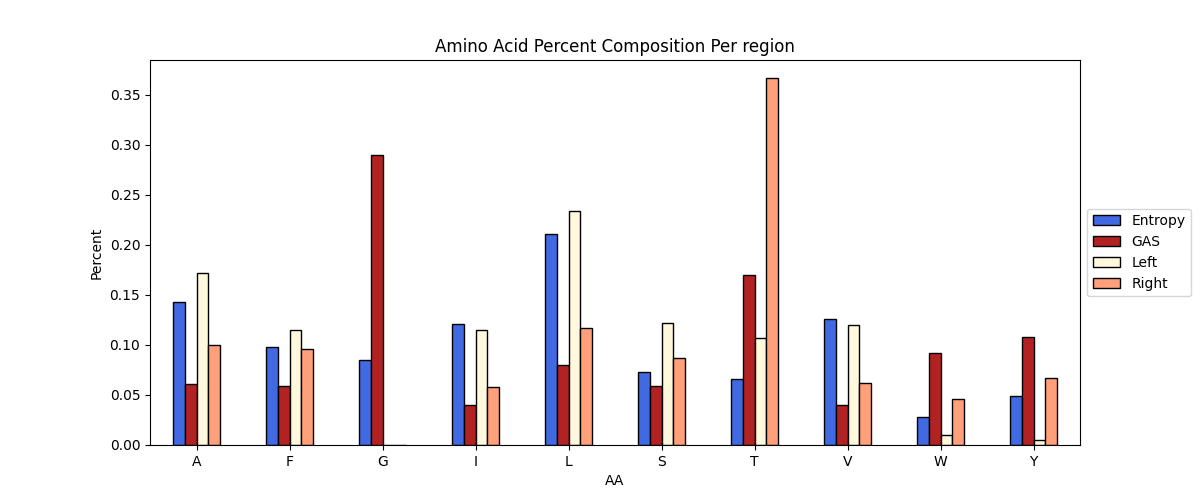 Amino Acid Percent Composition Per region
Percent
0.35
0.30
0.25
0.20
0.15
0.10
0.05
0.00
A F G I L S T V W Y
AA
Entropy
GAS
Left
Right